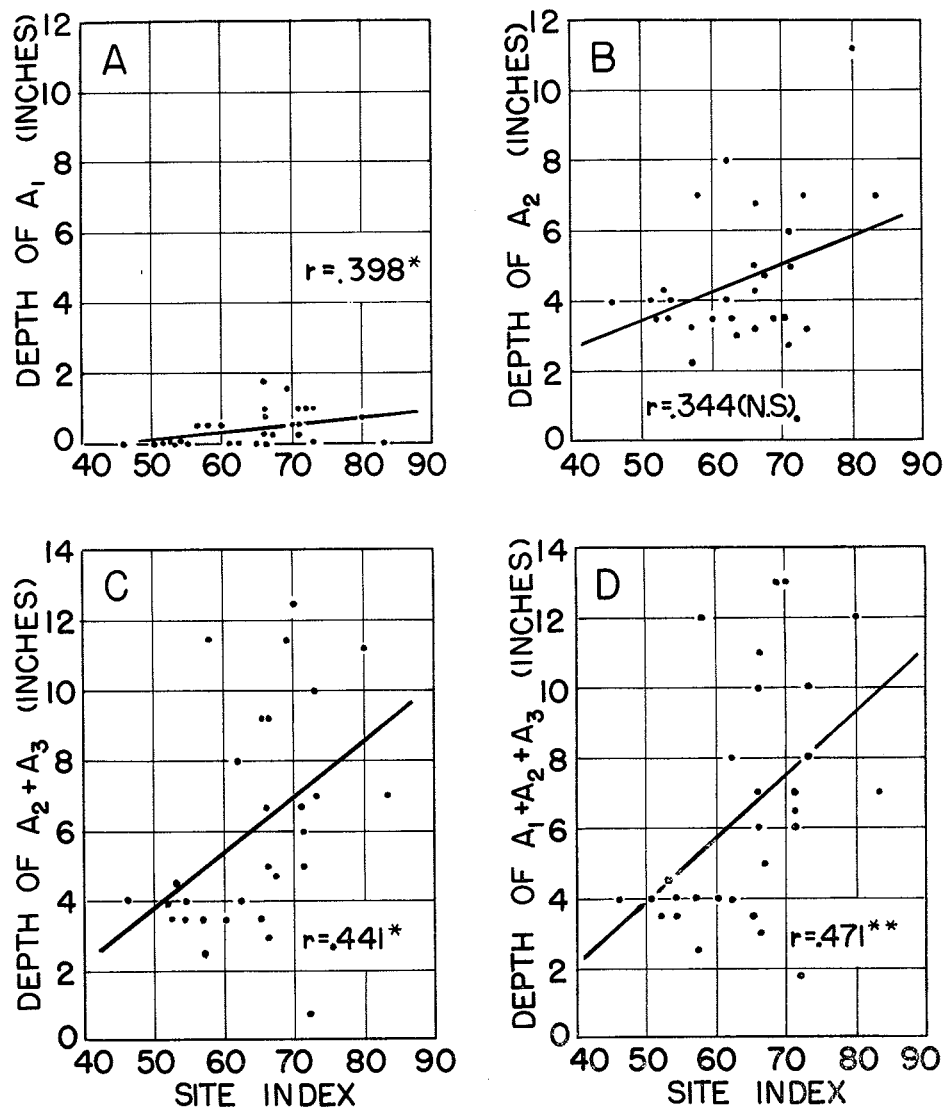 A
DEPTH OF A1 (INCHES)
12
10
8
6
4
2
0
r=.398*
40 50 60 70 80 90
B
DEPTH OF A2 (INCHES)
12
10
8
6
4
2
0
r=.344(N.S)
40 50 60 70 80 90
C
DEPTH OF A2+A3 (INCHES)
14
12
10
8
6
4
2
0
r=.441*
40 50 60 70 80 90
SITE INDEX
D
DEPTH OF A1+A2+A3 (INCHES)
14
12
10
8
6
4
2
0
r=.471**
40 50 60 70 80 90
SITE INDEX